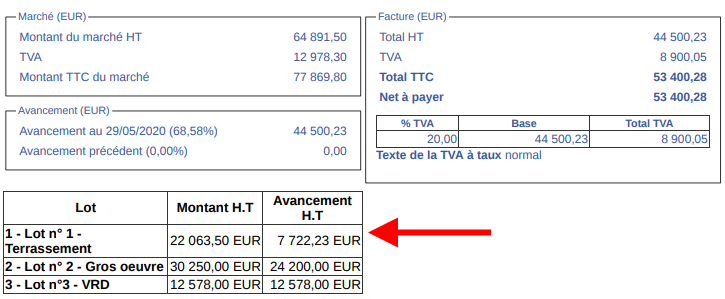 Marché (EUR)
Montant du marché HT 64 891,50
TVA 12 978,30
Montant TTC du marché 77 869,80
Avancement (EUR)
Avancement au 29/05/2020 (68,58%) 44 500,23
Avancement précédent (0,00%) 0,00
Facture (EUR)
Total HT 44 500,23
TVA 8 900,05
Total TTC 53 400,28
Net à payer 53 400,28
% TVA Base Total TVA
20,00 44 500,23 8 900,05
Texte de la TVA à taux normal
Lot Montant H.T Avancement
H.T
1 - Lot n° 1 -
Terrassement 22 063,50 EUR 7 722,23 EUR
2 - Lot n° 2 - Gros oeuvre 30 250,00 EUR 24 200,00 EUR
3 - Lot n°3 - VRD 12 578,00 EUR 12 578,00 EUR